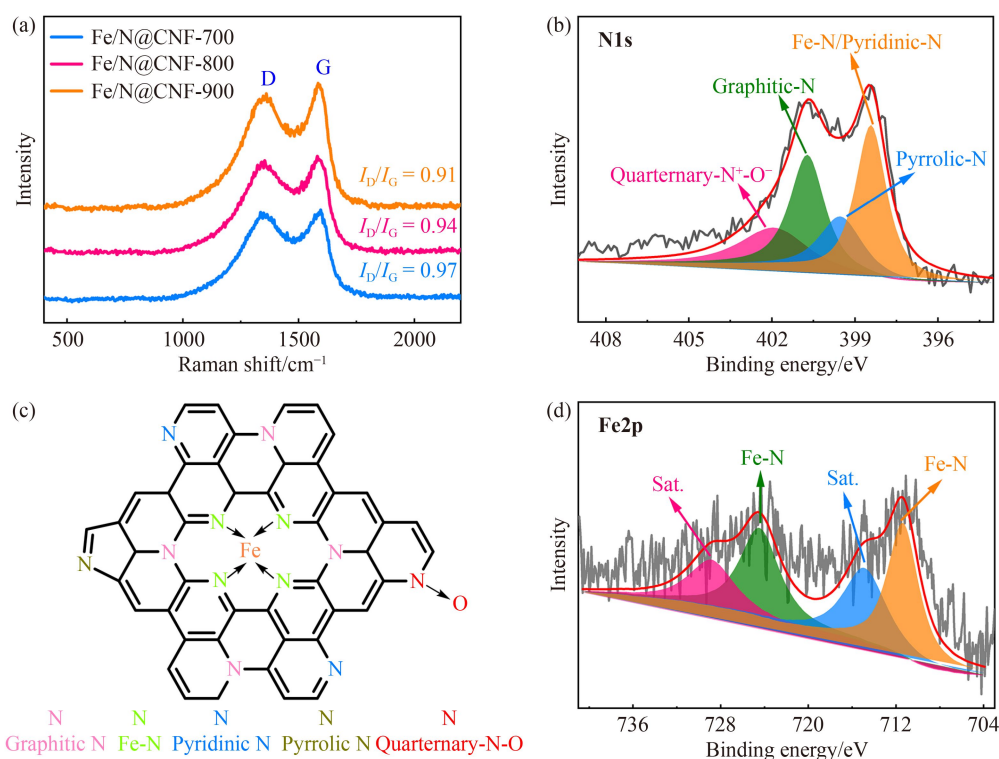 (a)
Fe/N@CNF-700
Fe/N@CNF-800
Fe/N@CNF-900
D
G
I_D/I_G = 0.91
I_D/I_G = 0.94
I_D/I_G = 0.97
Intensity
500 1000 1500 2000
Raman shift/cm⁻¹
(b)
N1s
Fe-N/Pyridinic-N
Graphitic-N
Pyrrolic-N
Quarternary-N⁺-O⁻
Intensity
408 405 402 399 396
Binding energy/eV
(c)
N N
N N
Fe
N N N
N N N
O
N N
N N N N N
Graphitic N Fe-N Pyridinic N Pyrrolic N Quarternary-N-O
(d)
Fe2p
Fe-N
Fe-N
Sat.
Sat.
Intensity
736 728 720 712 704
Binding energy/eV